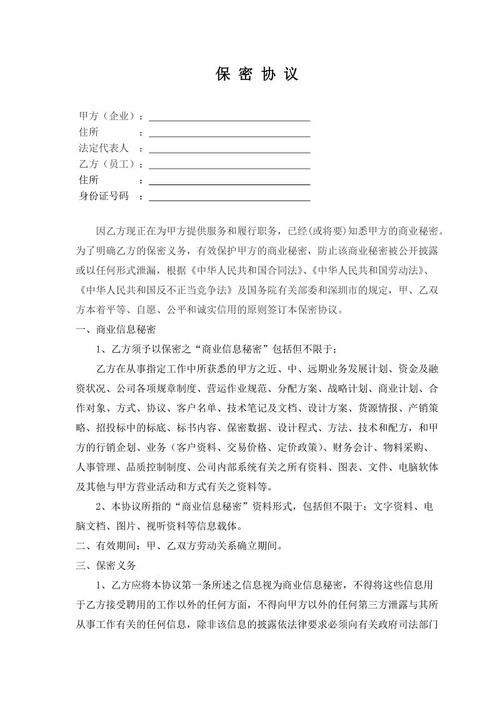 保 密 协 议
甲方（企业）：
住所　　　：
法定代表人　：
乙方（员工）：
住所　　　：
身份证号码　：
因乙方现正在为甲方提供服务和履行职务，已经(或将要)知悉甲方的商业秘密。
为了明确乙方的保密义务，有效保护甲方的商业秘密，防止该商业秘密被公开披露
或以任何形式泄漏，根据《中华人民共和国合同法》、《中华人民共和国劳动法》、
《中华人民共和国反不正当竞争法》及国务院有关部委和深圳市的规定，甲、乙双
方本着平等、自愿、公平和诚实信用的原则签订本保密协议。
一、商业信息秘密
1、乙方须予以保密之“商业信息秘密”包括但不限于；
乙方在从事指定工作中所获悉的甲方之近、中、远期业务发展计划、资金及融
资状况、公司各项规章制度、营运作业规范、分配方案、战略计划、商业计划、合
作对象、方式、协议、客户名单、技术笔记及文档、设计方案、货源情报、产销策
略、招投标中的标底、标书内容、保密数据、设计程式、方法、技术和配方，和甲
方的行销企划、业务（客户资料、交易价格、定价政策）、财务会计、物料采购、
人事管理、品质控制制度、公司内部系统有关之所有资料、图表、文件、电脑软体
及其他与甲方营业活动和方式有关之资料等。
2、本协议所指的“商业信息秘密”资料形式，包括但不限于：文字资料、电
脑文档、图片、视听资料等信息载体。
二、有效期间：甲、乙双方劳动关系确立期间。
三、保密义务
1、乙方应将本协议第一条所述之信息视为商业信息秘密，不得将这些信息用
于乙方接受聘用的工作以外的任何方面，不得向甲方以外的任何第三方泄露与其所
从事工作有关的任何信息，除非该信息的披露依法律要求必须向有关政府司法部门